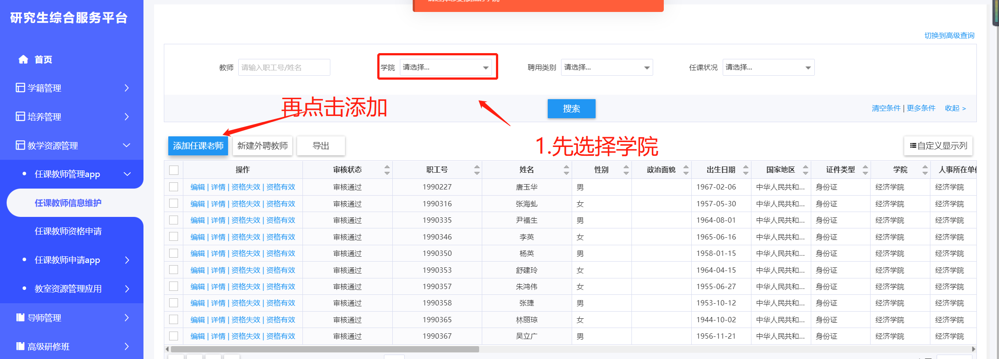 研究生综合服务平台
首页
学籍管理
培养管理
教学资源管理
任课教师管理app
任课教师信息维护
任课教师资格申请
任课教师申请app
教室资源管理应用
导师管理
高级研修班
切换到高级查询
教师 请输入职工号/姓名 学院 请选择... 聘用类别 请选择... 任课状况 请选择...
再点击添加
搜索
清空条件 | 更多条件 收起 >
1.先选择学院
添加任课老师 新建外聘教师 导出 自定义显示列
操作 审核状态 职工号 姓名 性别 政治面貌 出生日期 国家地区 证件类型 学院 人事所在单
编辑 | 详情 | 资格失效 | 资格有效 审核通过 1990227 唐玉华 男 1967-02-06 中华人民共和... 身份证 经济学院 经济学院
编辑 | 详情 | 资格失效 | 资格有效 审核通过 1990316 张海虬 女 1957-05-30 中华人民共和... 身份证 经济学院 经济学院
编辑 | 详情 | 资格失效 | 资格有效 审核通过 1990335 尹福生 男 1964-08-01 中华人民共和... 身份证 经济学院 经济学院
编辑 | 详情 | 资格失效 | 资格有效 审核通过 1990346 李英 女 1965-06-16 中华人民共和... 身份证 经济学院 经济学院
编辑 | 详情 | 资格失效 | 资格有效 审核通过 1990350 杨英 男 1958-01-15 中华人民共和... 身份证 经济学院 经济学院
编辑 | 详情 | 资格失效 | 资格有效 审核通过 1990353 舒建玲 女 1964-04-15 中华人民共和... 身份证 经济学院 经济学院
编辑 | 详情 | 资格失效 | 资格有效 审核通过 1990357 朱鸿伟 女 1955-06-27 中华人民共和... 身份证 经济学院 经济学院
编辑 | 详情 | 资格失效 | 资格有效 审核通过 1990358 张捷 男 1953-10-12 中华人民共和... 身份证 经济学院 经济学院
编辑 | 详情 | 资格失效 | 资格有效 审核通过 1990365 林丽琼 女 1944-10-02 中华人民共和... 身份证 经济学院 经济学院
编辑 | 详情 | 资格失效 | 资格有效 审核通过 1990367 吴立广 男 1956-11-21 中华人民共和... 身份证 经济学院 经济学院